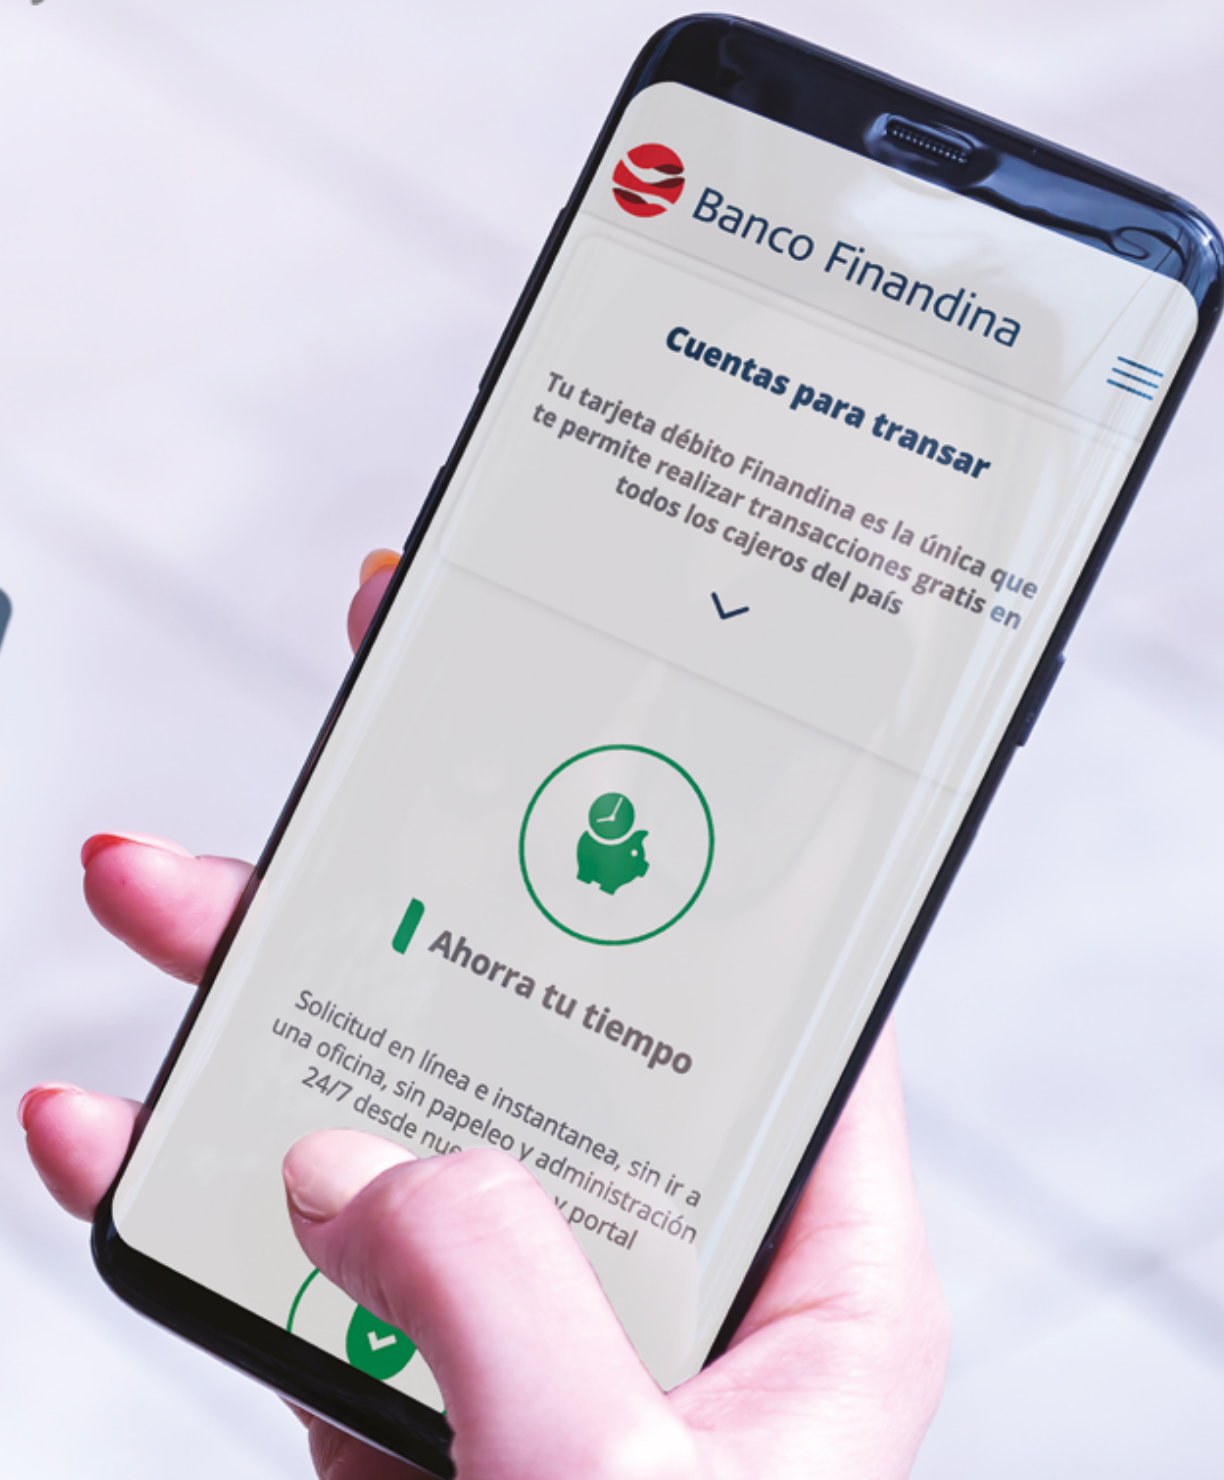 Banco Finandina
Cuentas para transar
Tu tarjeta débito Finandina es la única que
te permite realizar transacciones gratis en
todos los cajeros del país
Ahorra tu tiempo
Solicitud en línea e instantanea, sin ir a
una oficina, sin papeleo y administración
24/7 desde
y portal